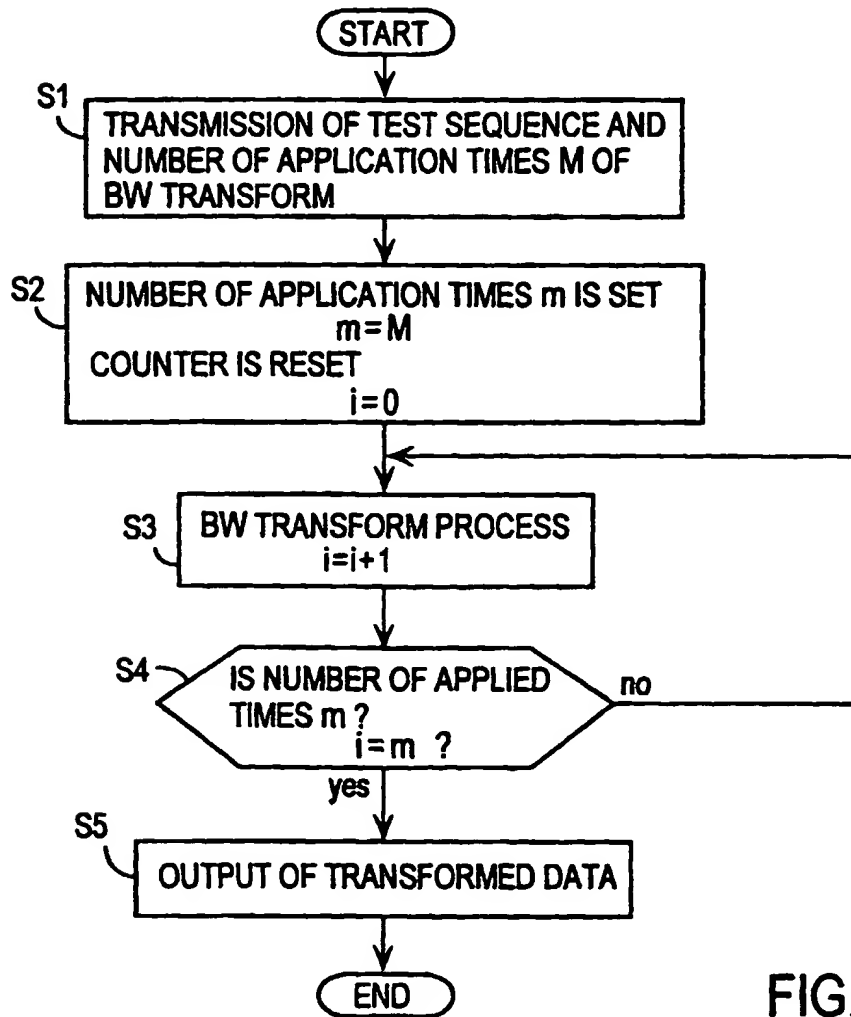 START
S1
TRANSMISSION OF TEST SEQUENCE AND
NUMBER OF APPLICATION TIMES M OF
BW TRANSFORM
S2
NUMBER OF APPLICATION TIMES m IS SET
m=M
COUNTER IS RESET
i=0
S3
BW TRANSFORM PROCESS
i=i+1
S4
IS NUMBER OF APPLIED
TIMES m ?
i=m ?
no
yes
S5
OUTPUT OF TRANSFORMED DATA
END
FIG.